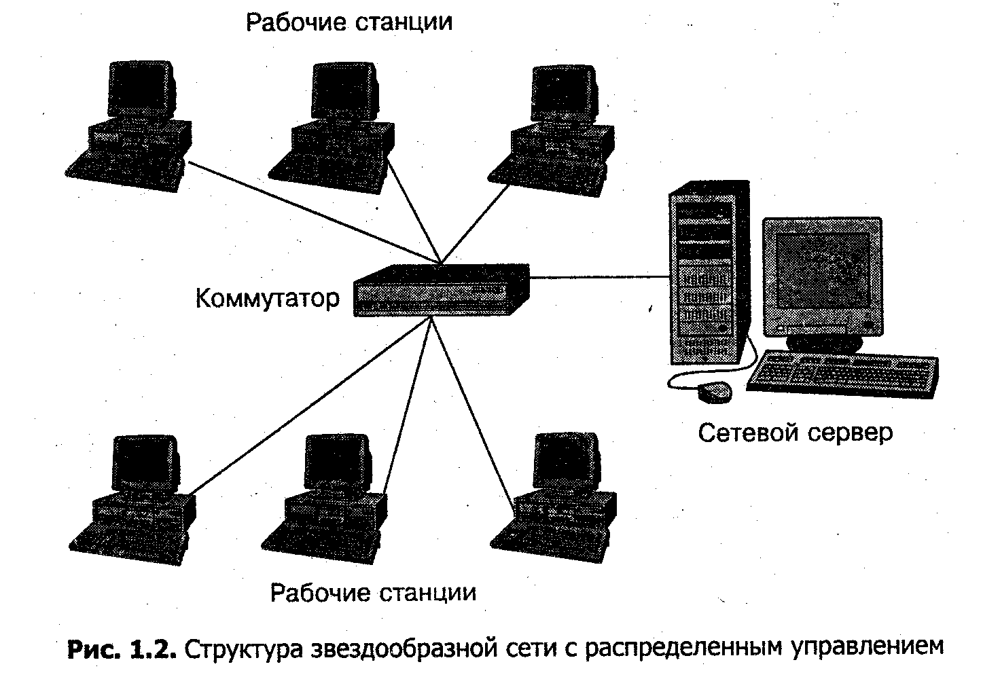 Рабочие станции
Коммутатор
Сетевой сервер
Рабочие станции
Рис. 1.2. Структура звездообразной сети с распределенным управлением